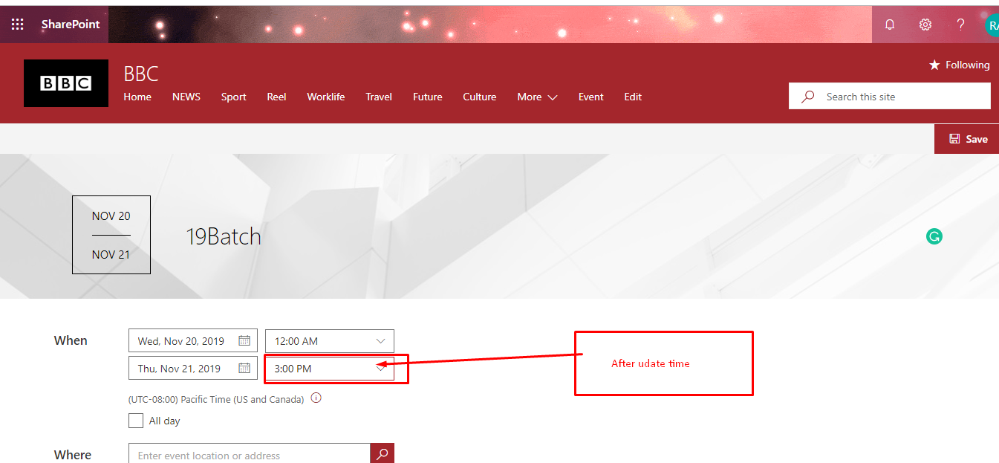 SharePoint
?
RA
BBC
BBC
Following
Home NEWS Sport Reel Worklife Travel Future Culture More Event Edit
Search this site
Save
NOV 20
NOV 21
19Batch
G
When
Wed, Nov 20, 2019
12:00 AM
Thu, Nov 21, 2019
3:00 PM
After udate time
(UTC-08:00) Pacific Time (US and Canada)
All day
Where
Enter event location or address